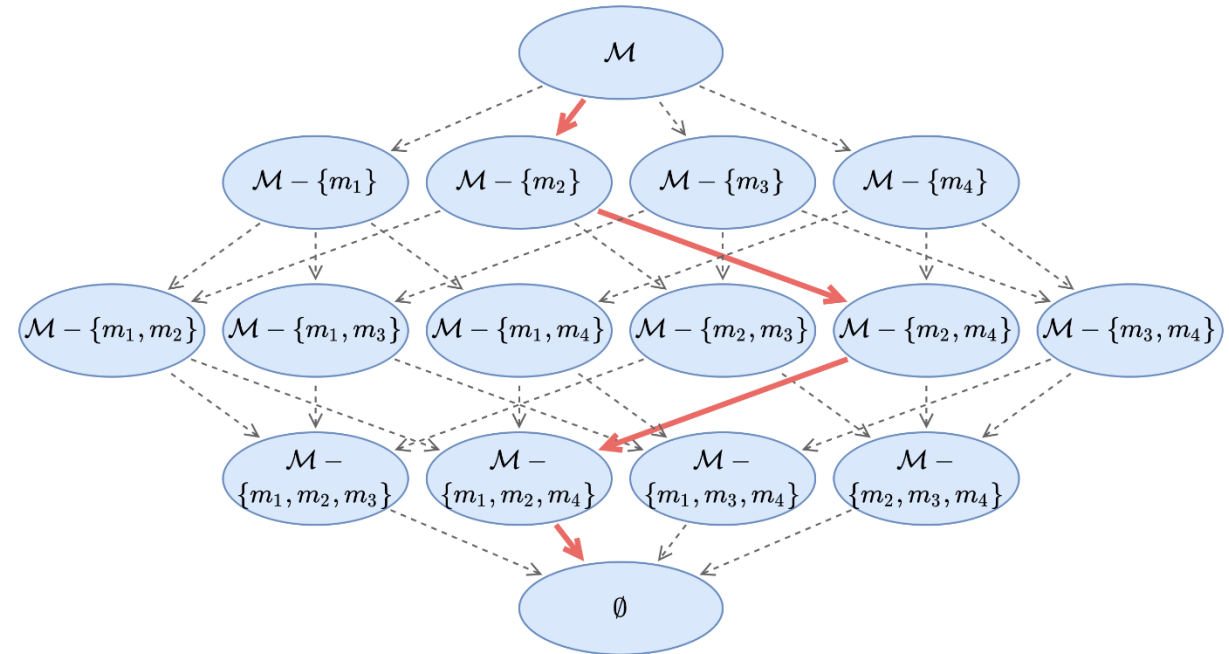 ℳ
ℳ − {m₁}
ℳ − {m₂}
ℳ − {m₃}
ℳ − {m₄}
ℳ − {m₁, m₂}
ℳ − {m₁, m₃}
ℳ − {m₁, m₄}
ℳ − {m₂, m₃}
ℳ − {m₂, m₄}
ℳ − {m₃, m₄}
ℳ −
{m₁, m₂, m₃}
ℳ −
{m₁, m₂, m₄}
ℳ −
{m₁, m₃, m₄}
ℳ −
{m₂, m₃, m₄}
∅